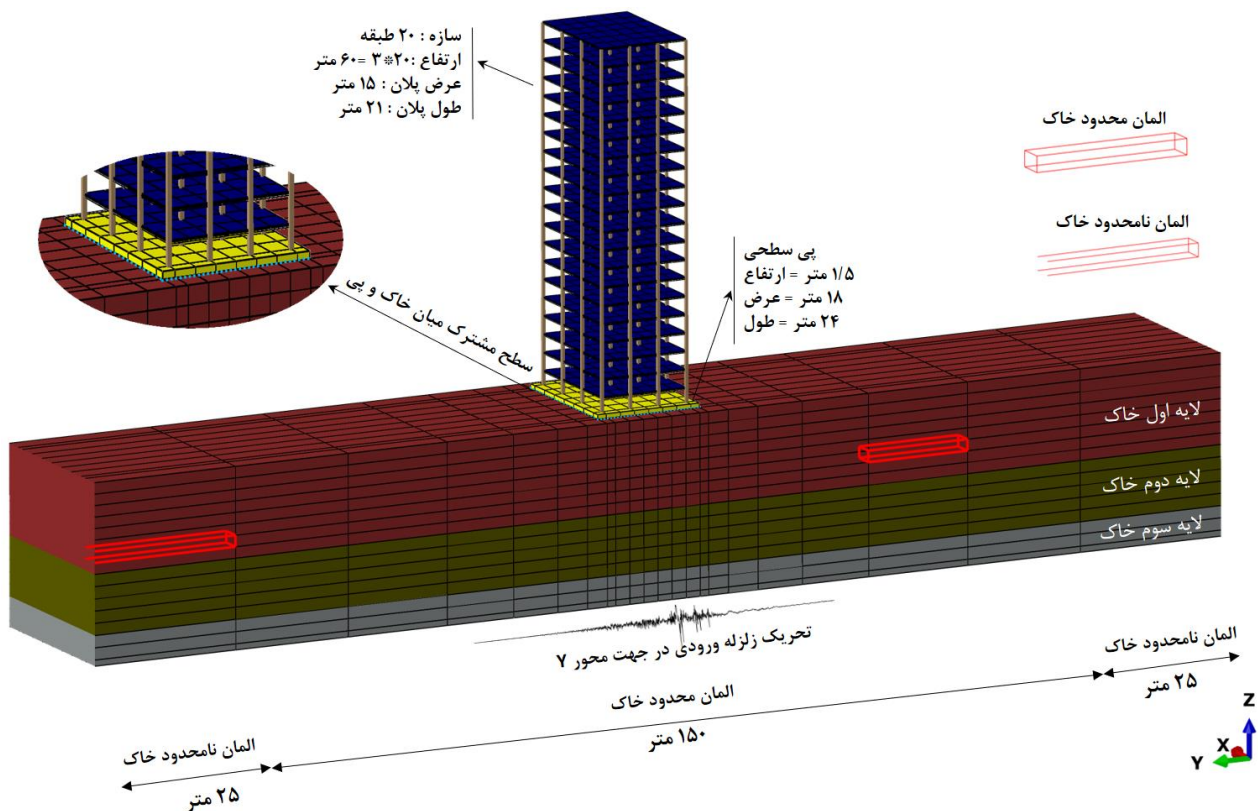 سازه : ۲۰ طبقه
ارتفاع :۲۰*۳ =۶۰ متر
عرض پلان : ۱۵ متر
طول پلان : ۲۱ متر
المان محدود خاک
المان نامحدود خاک
پی سطحی
۱/۵ متر = ارتفاع
۱۸ متر = عرض
۲۴ متر = طول
سطح مشترک میان خاک و پی
لایه اول خاک
لایه دوم خاک
لایه سوم خاک
تحریک زلزله ورودی در جهت محور Y
المان نامحدود خاک
۲۵ متر
المان محدود خاک
۱۵۰ متر
المان نامحدود خاک
۲۵ متر
Z
X
Y